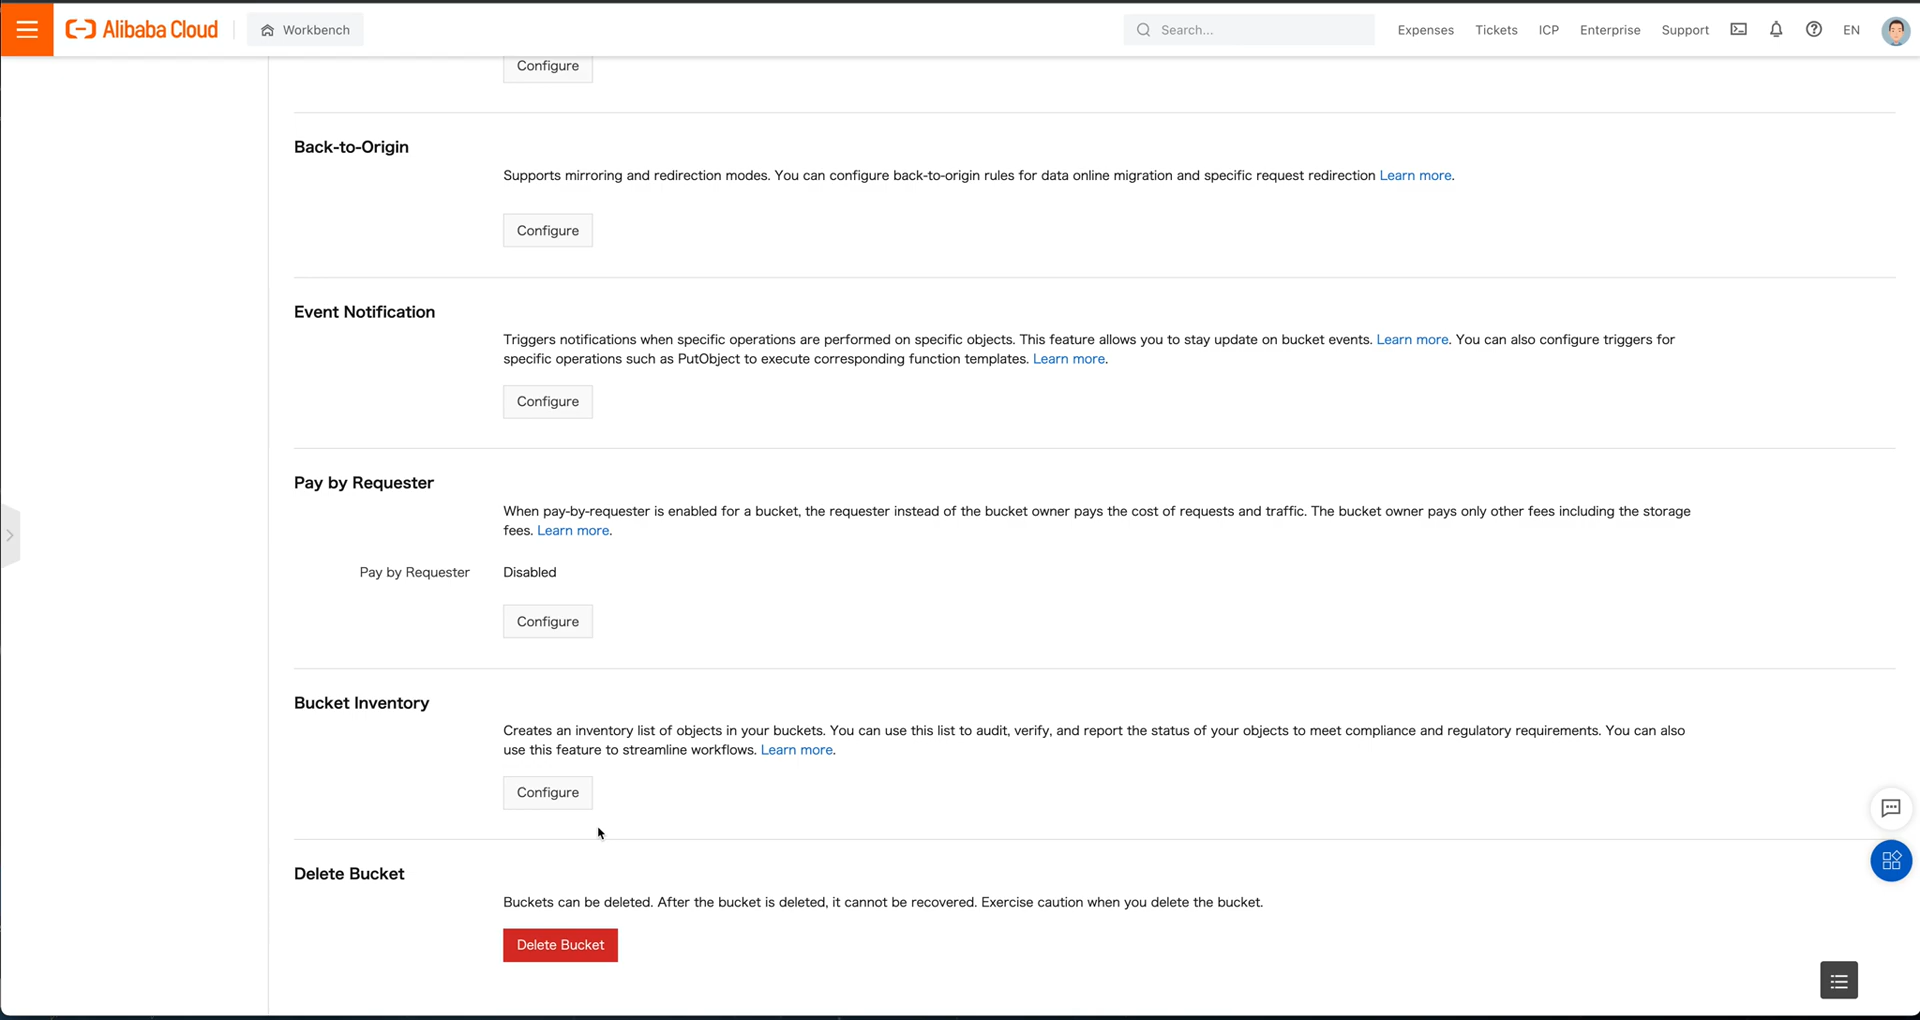 Alibaba Cloud
Workbench
Search...
Expenses
Tickets
ICP
Enterprise
Support
EN
Configure
Back-to-Origin
Supports mirroring and redirection modes. You can configure back-to-origin rules for data online migration and specific request redirection Learn more.
Configure
Event Notification
Triggers notifications when specific operations are performed on specific objects. This feature allows you to stay update on bucket events. Learn more. You can also configure triggers for
specific operations such as PutObject to execute corresponding function templates. Learn more.
Configure
Pay by Requester
When pay-by-requester is enabled for a bucket, the requester instead of the bucket owner pays the cost of requests and traffic. The bucket owner pays only other fees including the storage
fees. Learn more.
Pay by Requester
Disabled
Configure
Bucket Inventory
Creates an inventory list of objects in your buckets. You can use this list to audit, verify, and report the status of your objects to meet compliance and regulatory requirements. You can also
use this feature to streamline workflows. Learn more.
Configure
Delete Bucket
Buckets can be deleted. After the bucket is deleted, it cannot be recovered. Exercise caution when you delete the bucket.
Delete Bucket